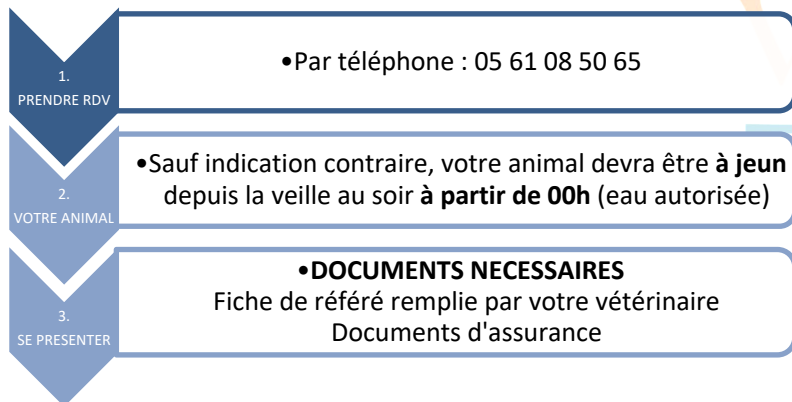 1.
PRENDRE RDV
•Par téléphone : 05 61 08 50 65
2.
VOTRE ANIMAL
•Sauf indication contraire, votre animal devra être à jeun
depuis la veille au soir à partir de 00h (eau autorisée)
3.
SE PRESENTER
•DOCUMENTS NECESSAIRES
Fiche de référé remplie par votre vétérinaire
Documents d'assurance